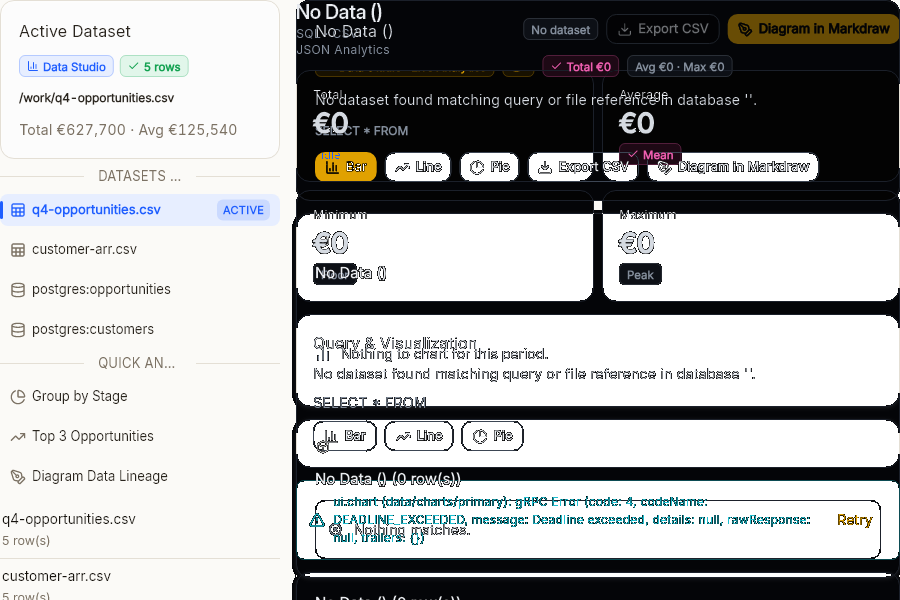 Active Dataset
Data Studio
5 rows
/work/q4-opportunities.csv
Total €627,700 · Avg €125,540
DATASETS ...
q4-opportunities.csv
ACTIVE
customer-arr.csv
postgres:opportunities
postgres:customers
QUICK AN...
Group by Stage
Top 3 Opportunities
Diagram Data Lineage
q4-opportunities.csv
5 row(s)
customer-arr.csv
5 row(s)
No Data ()
No Data ()
JSON Analytics
No dataset
Export CSV
Diagram in Markdraw
Total €0
Avg €0 · Max €0
Total
Average
No dataset found matching query or file reference in database ''.
€0
€0
SELECT * FROM
Mean
Bar
Line
Pie
Export CSV
Diagram in Markdraw
Minimum
Maximum
€0
€0
No Data ()
Peak
Query & Visualization
Nothing to chart for this period.
No dataset found matching query or file reference in database ''.
SELECT * FROM
Bar
Line
Pie
No Data () (0 row(s))
ui.chart (data/charts/primary): gRPC Error (code: 4, codeName:
DEADLINE_EXCEEDED, message: Deadline exceeded, details: null, rawResponse:
null, trailers: {})
Retry
Nothing matches.
No Data () (0 row(s))